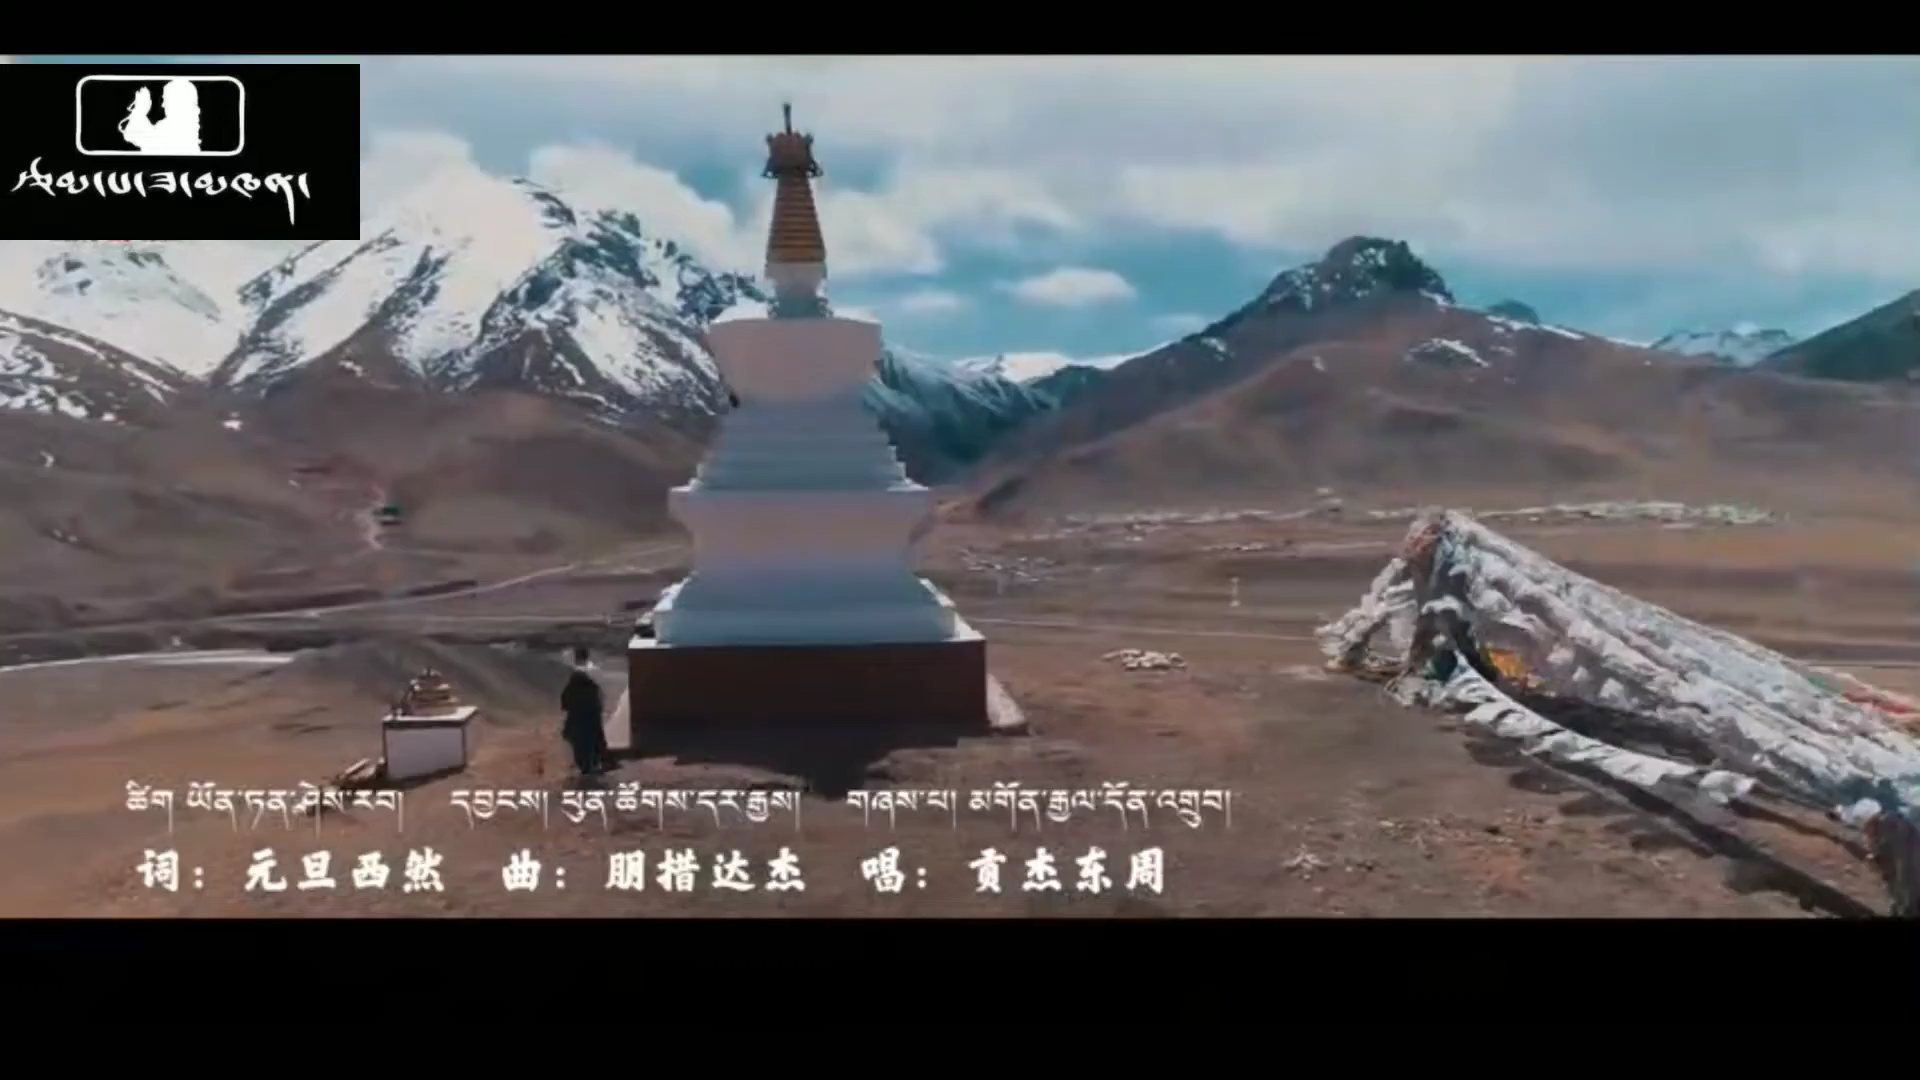 ཚིག ཡོན་ཏན་ཤེས་རབ། དབྱངས། ཕུན་ཚོགས་དར་རྒྱས། གཞས་པ། མགོན་རྒྱལ་དོན་འགྲུབ།
词：元旦西然 曲：朋措达杰 唱：贡杰东周